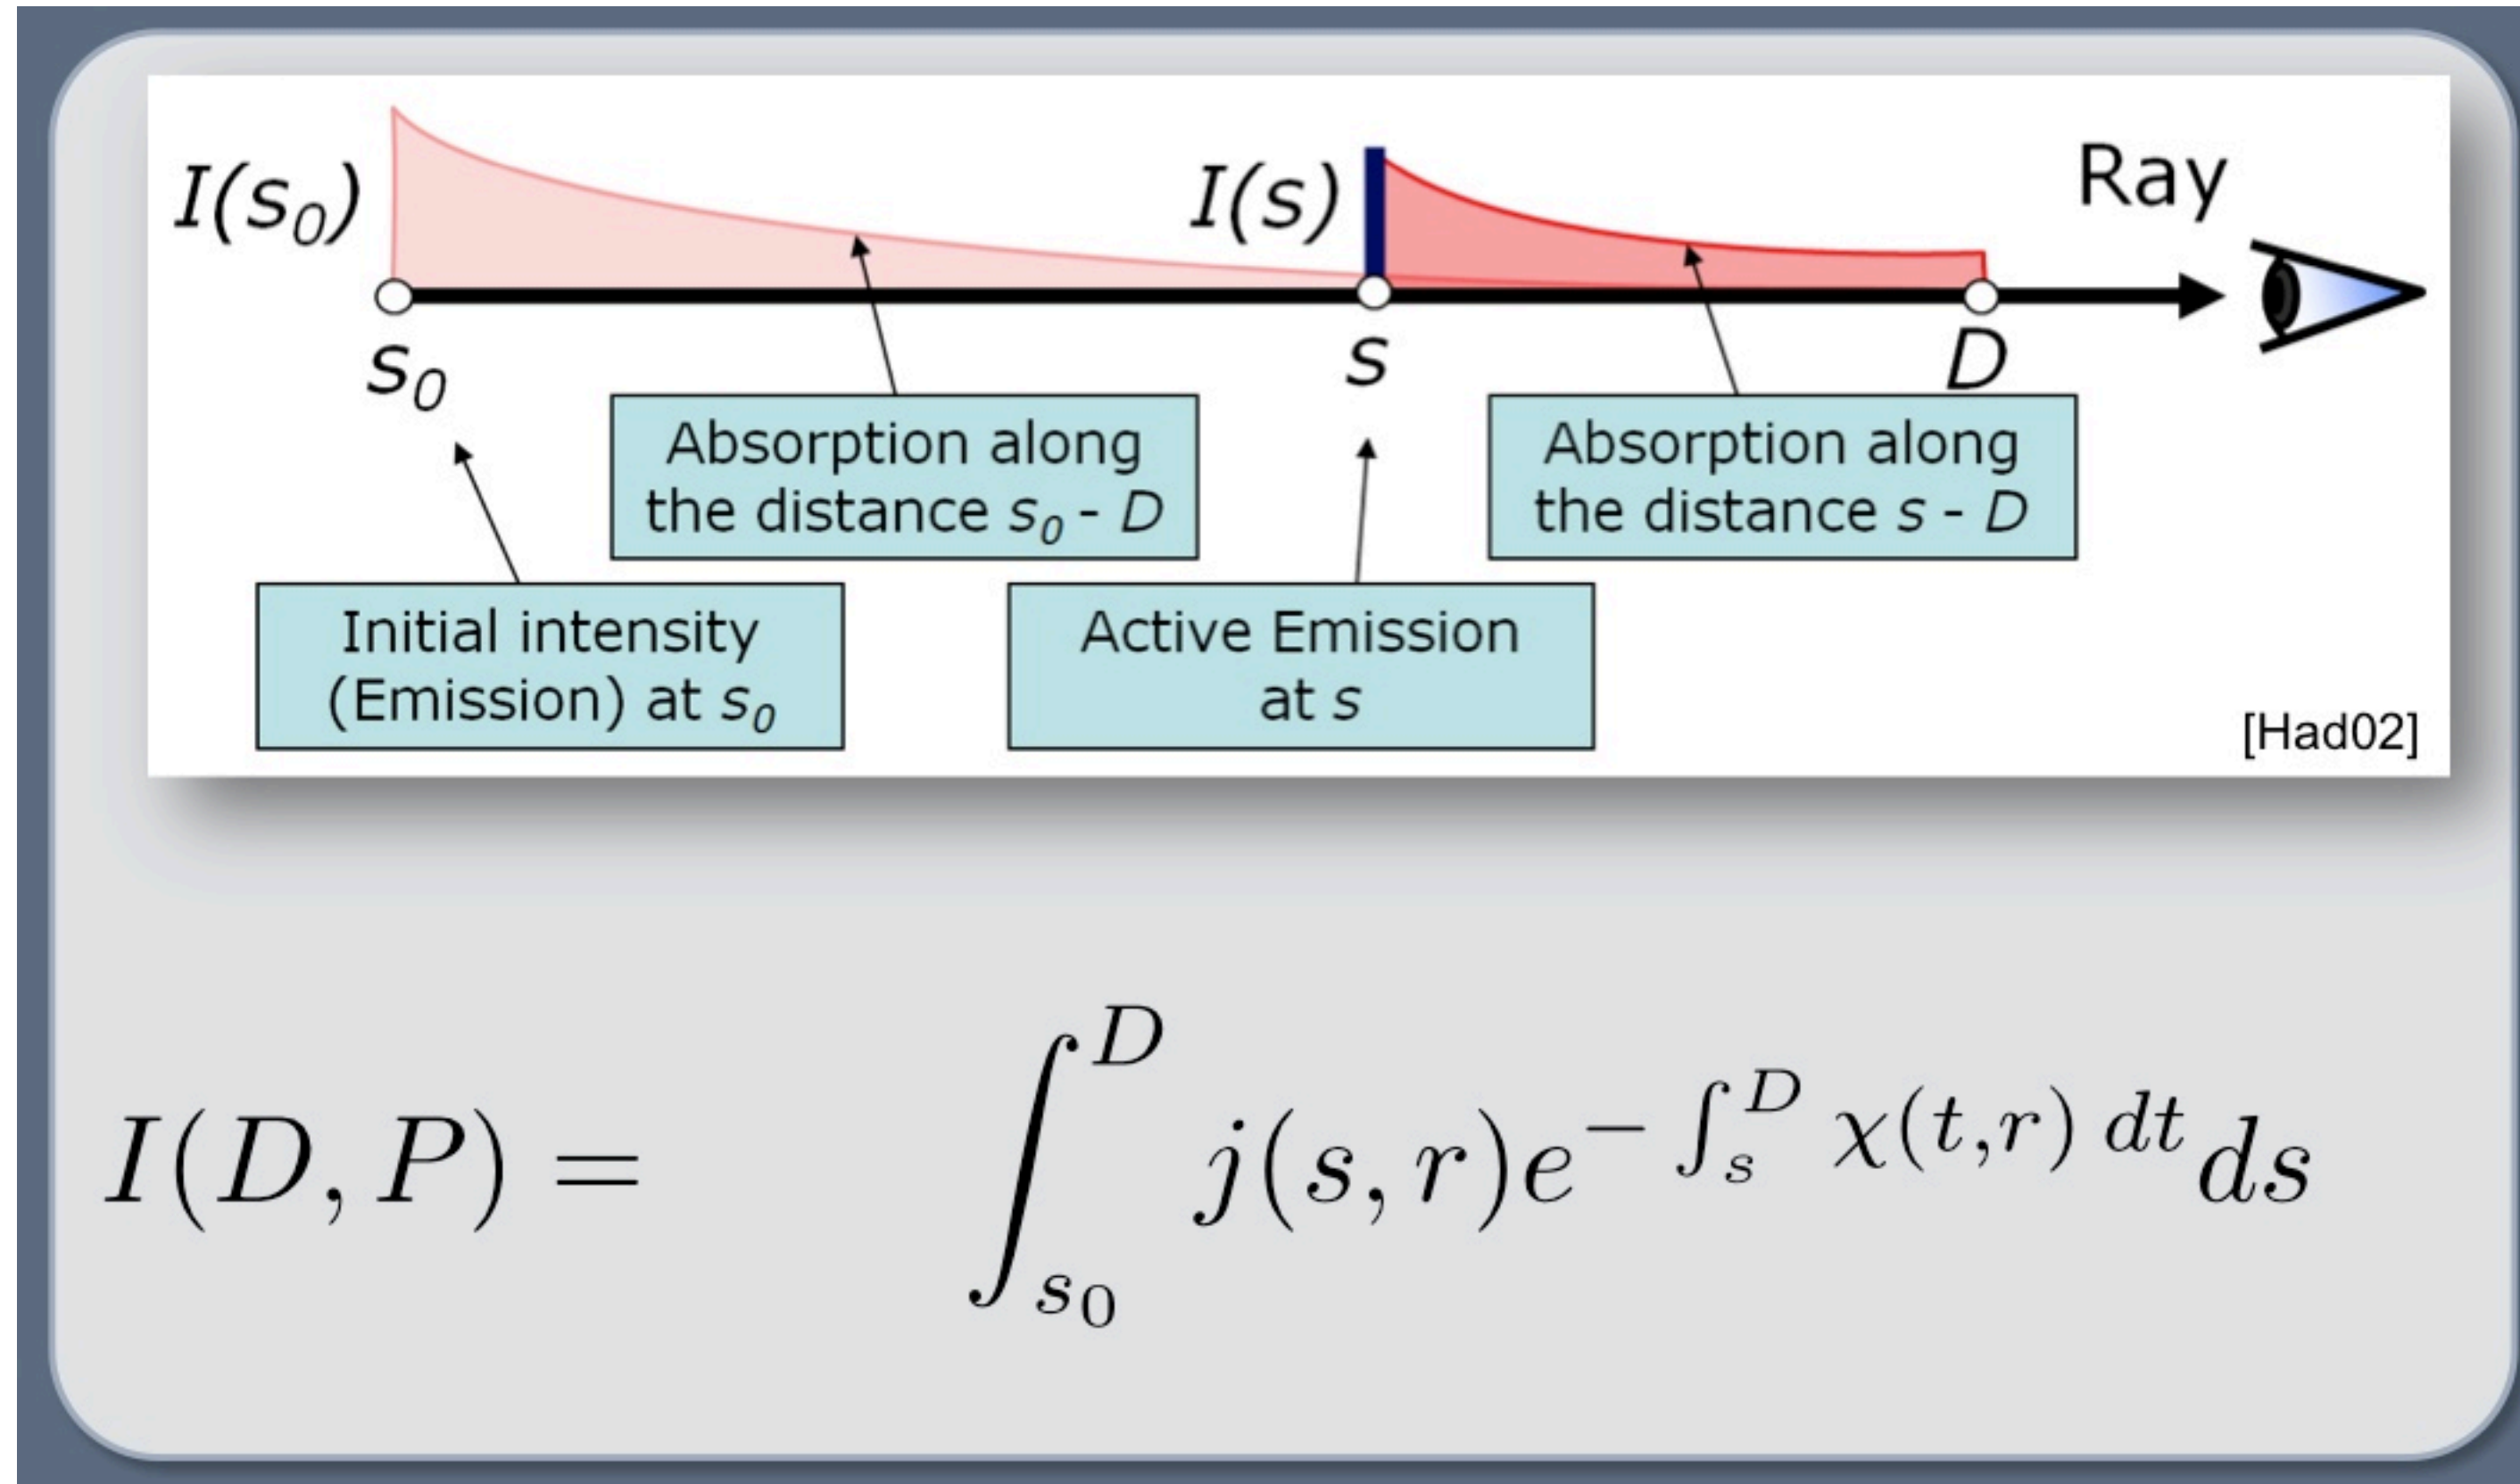 I(s₀)
I(s)
Ray
s₀
s
D
Absorption along
the distance s₀ - D
Absorption along
the distance s - D
Initial intensity
(Emission) at s₀
Active Emission
at s
[Had02]
I(D, P) = ∫_{s₀}^{D} j(s, r)e^{-∫_{s}^{D} χ(t,r) dt} ds